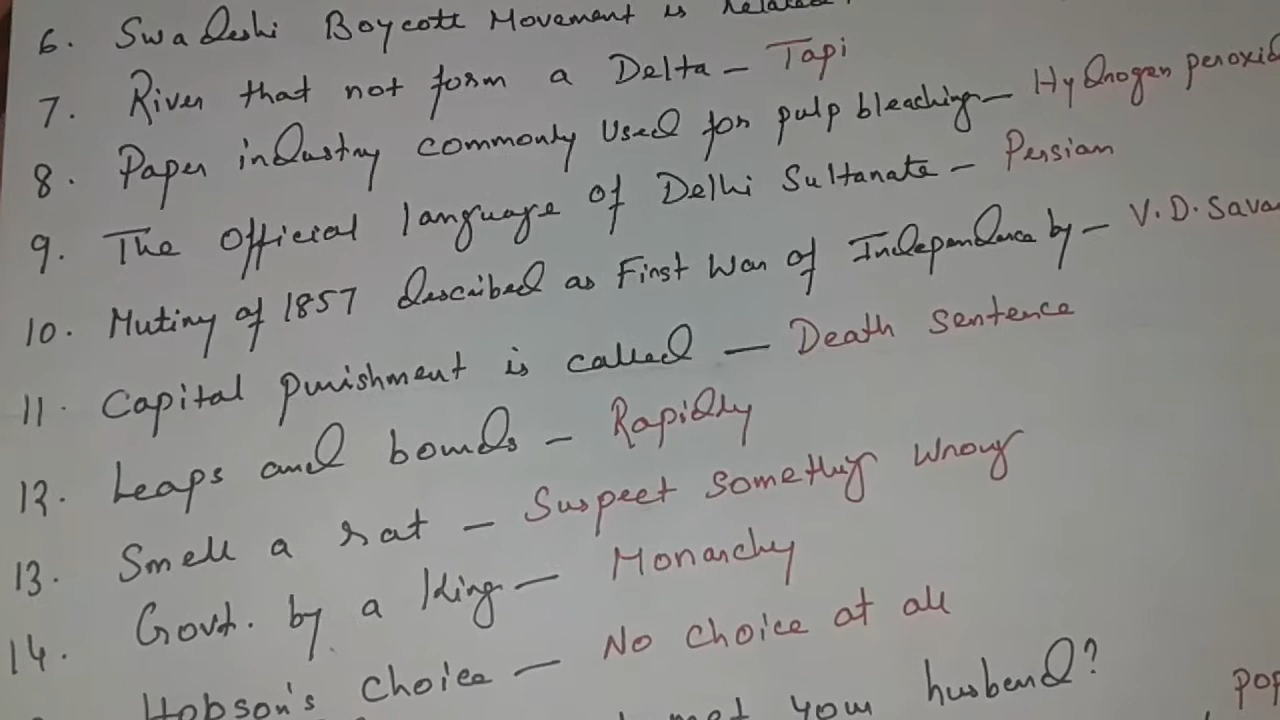 6. Swadeshi Boycott Movement is related
7. River that not form a Delta - Tapi
8. Paper industry commonly used for pulp bleaching - Hydrogen peroxid
9. The official language of Delhi Sultanate - Persian
10. Mutiny of 1857 described as First War of Independence by - V.D. Sava
11. Capital punishment is called - Death sentence
12. Leaps and bounds - Rapidly
13. Smell a rat - Suspect something wrong
14. Govt. by a King - Monarchy
Hobson's choice - No choice at all
met your husband? pop